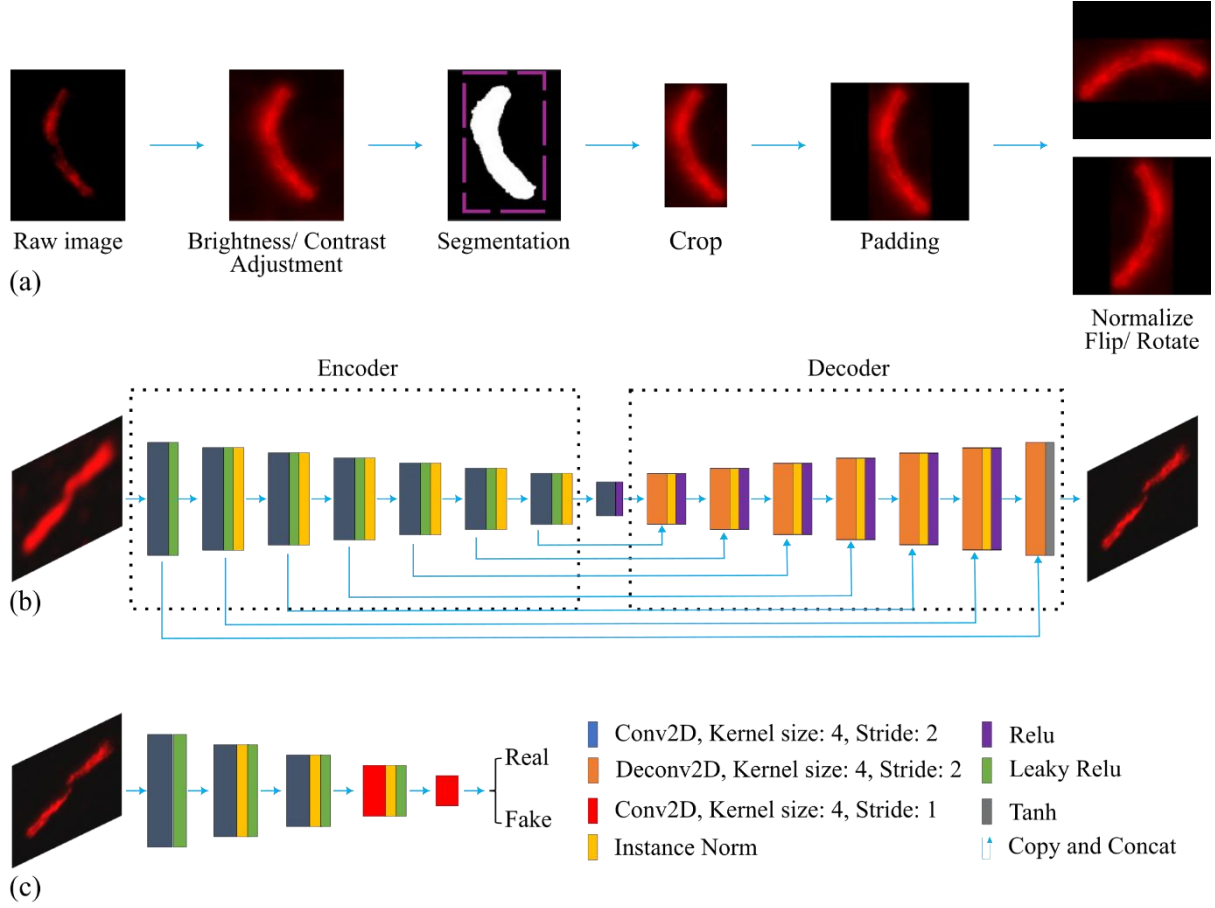 (a)
Raw image
Brightness/ Contrast
Adjustment
Segmentation
Crop
Padding
Normalize
Flip/ Rotate
Encoder
Decoder
(b)
Real
Fake
Conv2D, Kernel size: 4, Stride: 2
Deconv2D, Kernel size: 4, Stride: 2
Conv2D, Kernel size: 4, Stride: 1
Instance Norm
Relu
Leaky Relu
Tanh
Copy and Concat
(c)